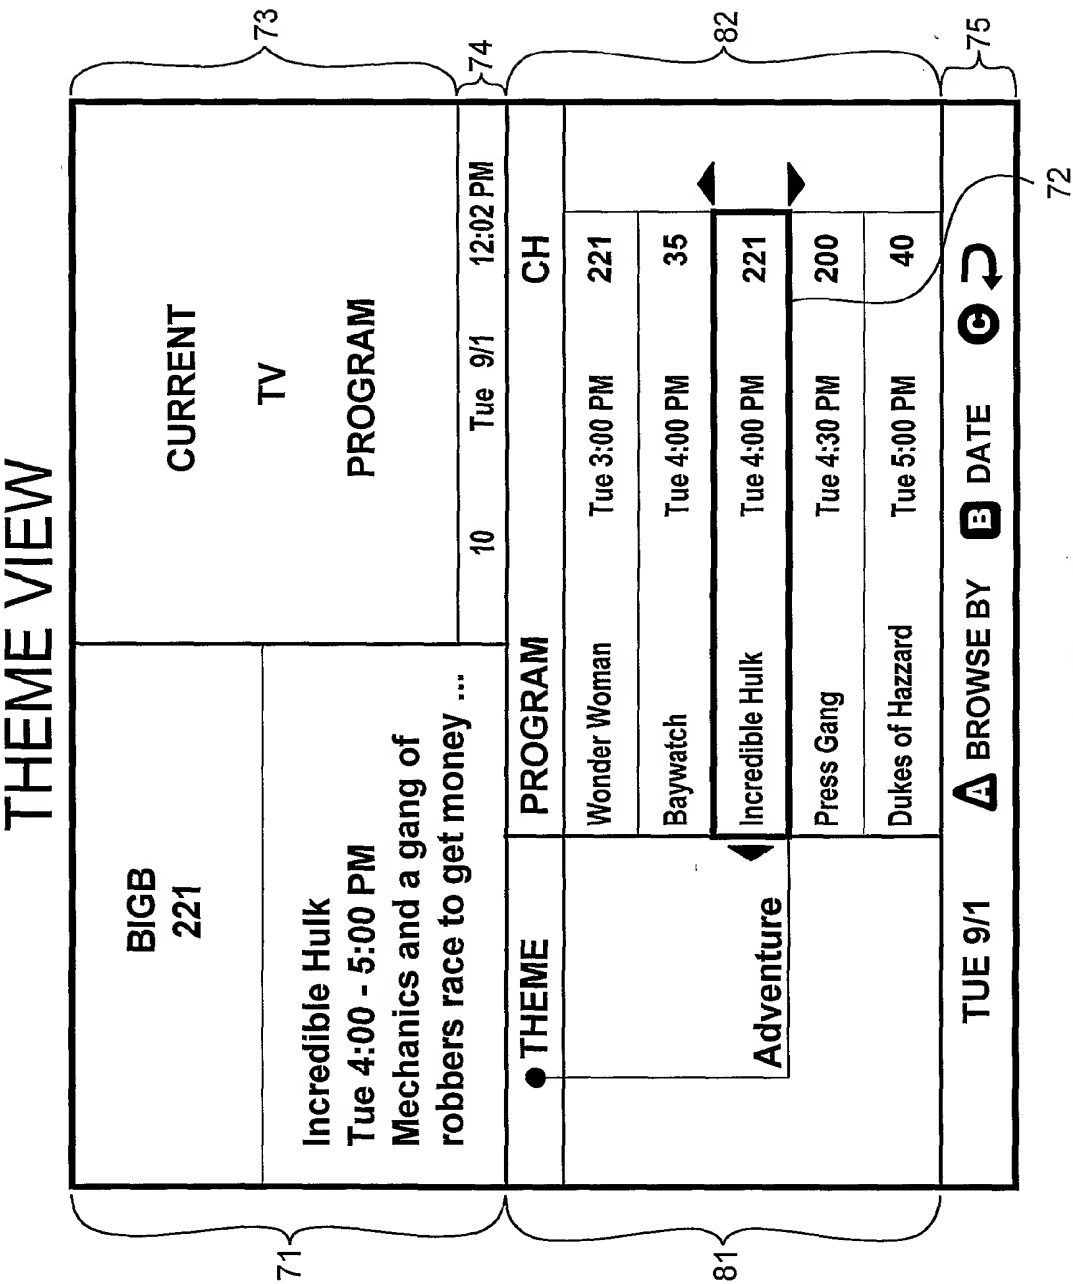 THEME VIEW
71
73
BIGB
221
CURRENT
TV
PROGRAM
Incredible Hulk
Tue 4:00 - 5:00 PM
Mechanics and a gang of
robbers race to get money ...
10 Tue 9/1 12:02 PM
74
THEME PROGRAM CH
81
82
Wonder Woman Tue 3:00 PM 221
Baywatch Tue 4:00 PM 35
Adventure Incredible Hulk Tue 4:00 PM 221
Press Gang Tue 4:30 PM 200
Dukes of Hazzard Tue 5:00 PM 40
TUE 9/1 A BROWSE BY B DATE C
75
72